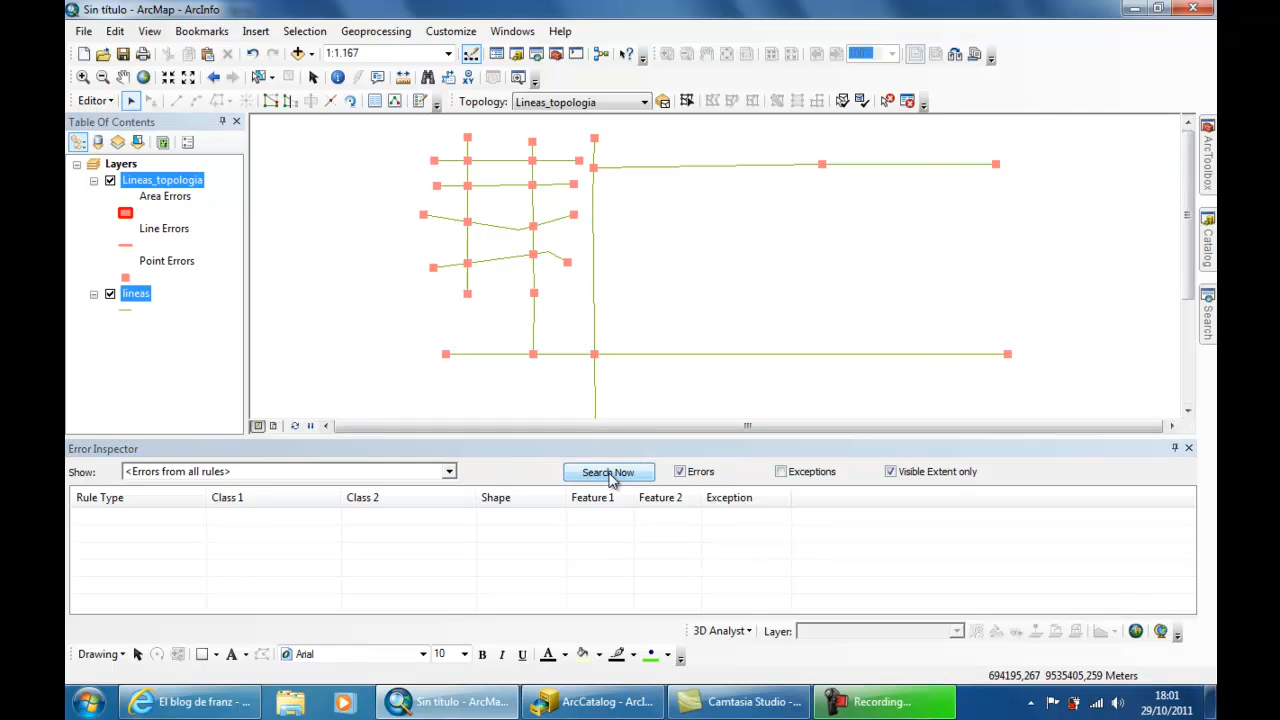 Sin título - ArcMap - ArcInfo
File Edit View Bookmarks Insert Selection Geoprocessing Customize Windows Help
1:1.167
Editor Topology: Lineas_topologia
Table Of Contents
Layers
Lineas_topologia
Area Errors
Line Errors
Point Errors
lineas
ArcToolbox
Catalog
Search
Error Inspector
Show: <Errors from all rules> Search Now Errors Exceptions Visible Extent only
Rule Type Class 1 Class 2 Shape Feature 1 Feature 2 Exception
3D Analyst Layer:
Drawing A Arial 10 B I U A
694195,267 9535405,259 Meters
El blog de franz - ... Sin título - ArcMa... ArcCatalog - ArcI... Camtasia Studio - ... Recording... 18:01
29/10/2011